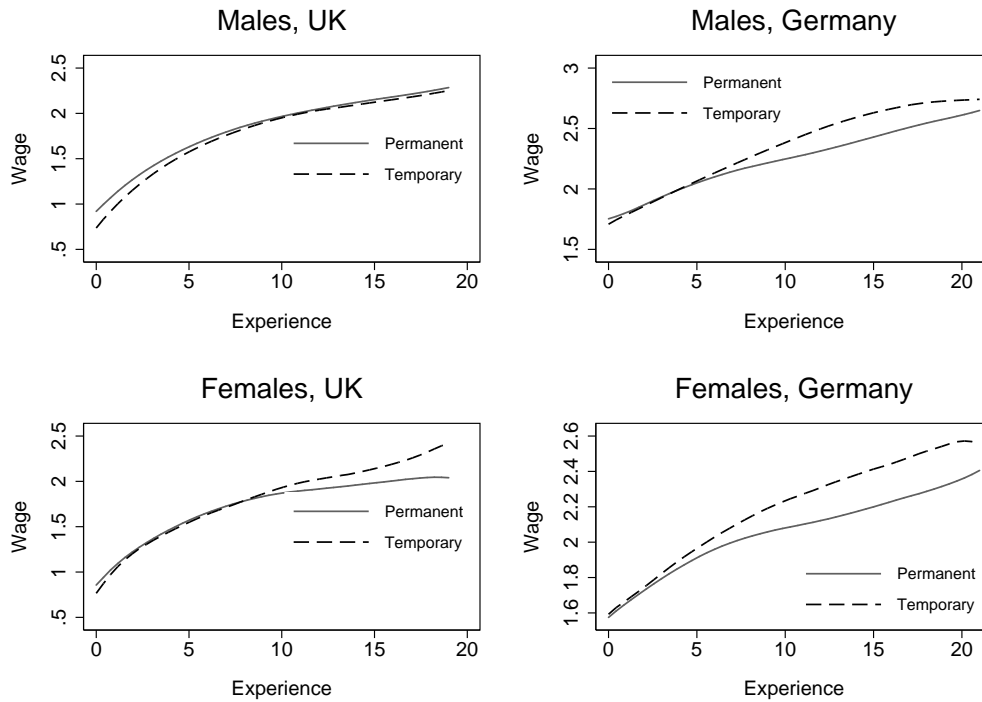 Males, UK
Wage
2.5
2
1.5
1
.5
Permanent
Temporary
0 5 10 15 20
Experience
Males, Germany
Wage
3
2.5
2
1.5
Permanent
Temporary
0 5 10 15 20
Experience
Females, UK
Wage
2.5
2
1.5
1
.5
Permanent
Temporary
0 5 10 15 20
Experience
Females, Germany
Wage
2.6
2.4
2.2
2
1.8
1.6
Permanent
Temporary
0 5 10 15 20
Experience